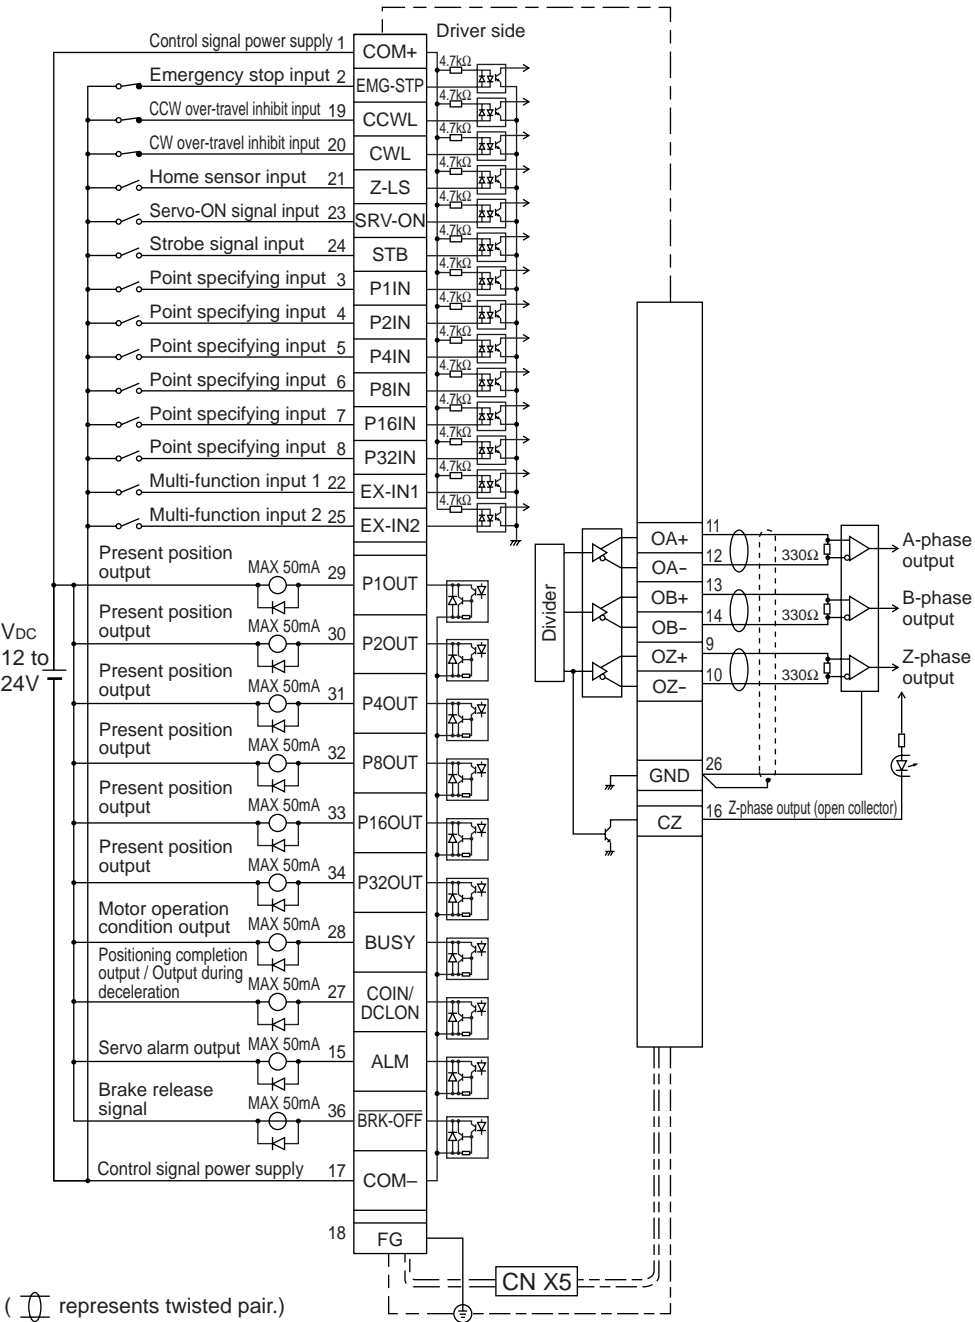 Driver side
Control signal power supply 1 COM+
4.7kΩ
Emergency stop input 2 EMG-STP
4.7kΩ
CCW over-travel inhibit input 19 CCWL
4.7kΩ
CW over-travel inhibit input 20 CWL
4.7kΩ
Home sensor input 21 Z-LS
4.7kΩ
Servo-ON signal input 23 SRV-ON
4.7kΩ
Strobe signal input 24 STB
4.7kΩ
Point specifying input 3 P1IN
4.7kΩ
Point specifying input 4 P2IN
4.7kΩ
Point specifying input 5 P4IN
4.7kΩ
Point specifying input 6 P8IN
4.7kΩ
Point specifying input 7 P16IN
4.7kΩ
Point specifying input 8 P32IN
4.7kΩ
Multi-function input 1 22 EX-IN1
4.7kΩ
Multi-function input 2 25 EX-IN2
Present position
output
MAX 50mA 29 P1OUT
Present position
output
MAX 50mA 30 P2OUT
VDC
12 to
24V
Present position
output
MAX 50mA 31 P4OUT
Present position
output
MAX 50mA 32 P8OUT
Present position
output
MAX 50mA 33 P16OUT
Present position
output
MAX 50mA 34 P32OUT
Motor operation
condition output
MAX 50mA 28 BUSY
Positioning completion
output / Output during
deceleration
MAX 50mA 27 COIN/
DCLON
Servo alarm output MAX 50mA 15 ALM
Brake release
signal
MAX 50mA 36 BRK-OFF
Control signal power supply 17 COM–
18 FG
Divider
OA+ 11
OA– 12
330Ω
A-phase
output
OB+ 13
OB– 14
330Ω
B-phase
output
OZ+ 9
OZ– 10
330Ω
Z-phase
output
GND 26
CZ 16 Z-phase output (open collector)
CN X5
( represents twisted pair.)